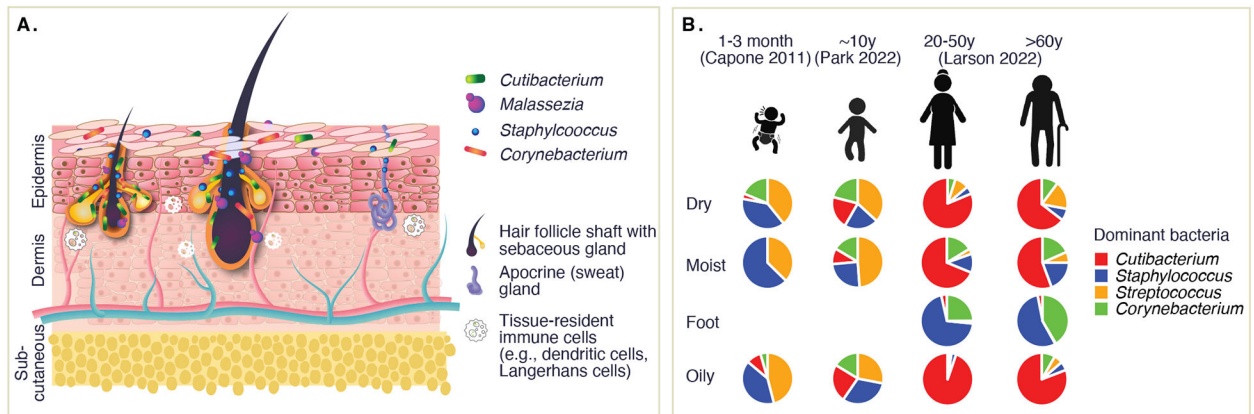 A.
Cutibacterium
Malassezia
Staphylcooccus
Corynebacterium
Epidermis
Dermis
Sub-
cutaneous
Hair follicle shaft with
sebaceous gland
Apocrine (sweat)
gland
Tissue-resident
immune cells
(e.g., dendritic cells,
Langerhans cells)
B.
1-3 month
(Capone 2011)
~10y
(Park 2022)
20-50y
>60y
(Larson 2022)
Dry
Moist
Foot
Oily
Dominant bacteria
Cutibacterium
Staphylococcus
Streptococcus
Corynebacterium